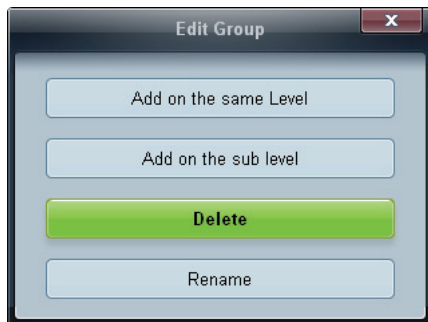 Edit Group
x
Add on the same Level
Add on the sub level
Delete
Rename